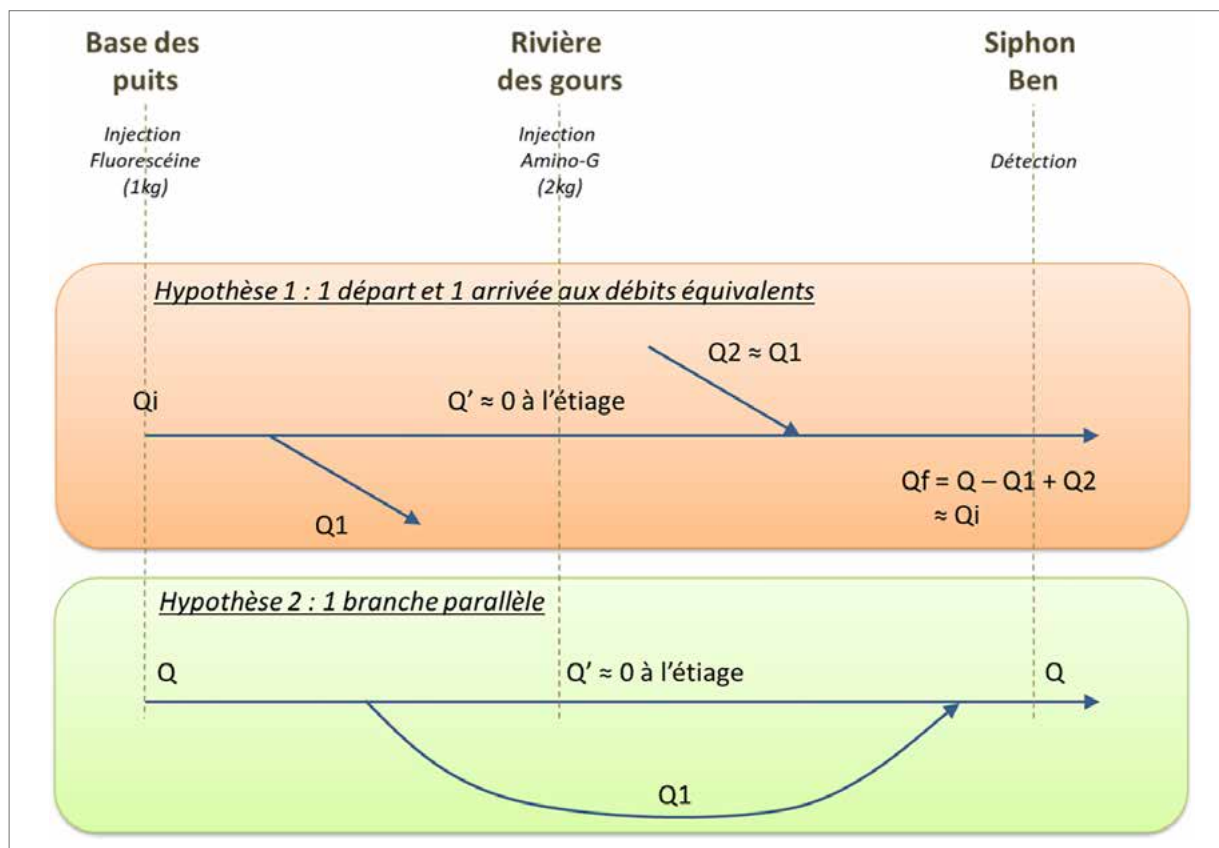 Base des
puits
Rivière
des gours
Siphon
Ben
Injection
Fluorescéine
(1kg)
Injection
Amino-G
(2kg)
Détection
Hypothèse 1 : 1 départ et 1 arrivée aux débits équivalents
Q2 ≈ Q1
Qi
Q’ ≈ 0 à l’étiage
Qf = Q – Q1 + Q2
≈ Qi
Q1
Hypothèse 2 : 1 branche parallèle
Q
Q’ ≈ 0 à l’étiage
Q
Q1